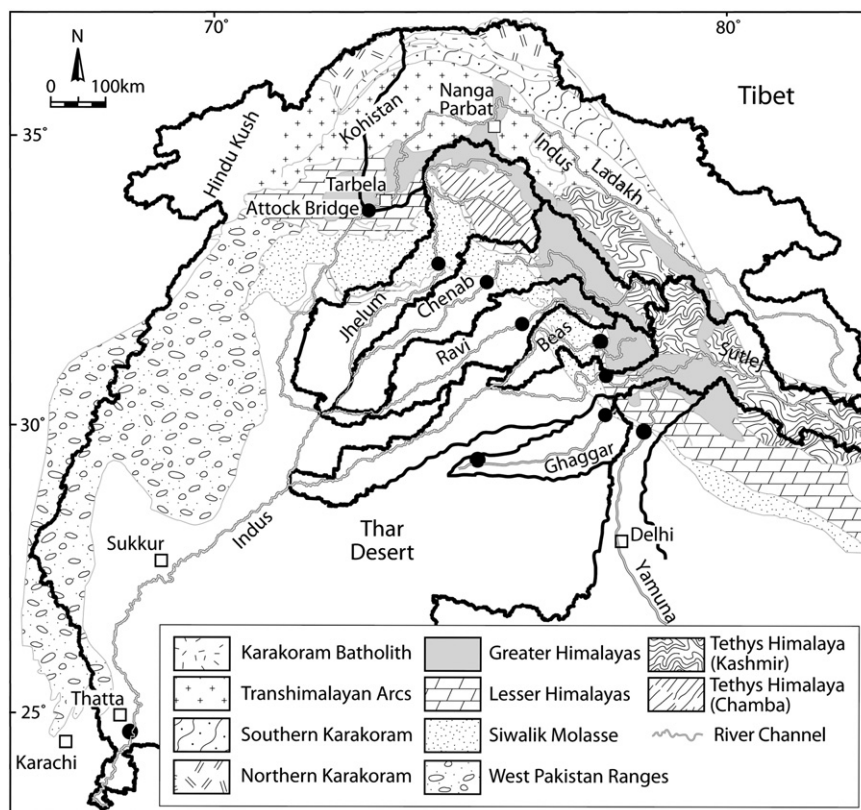 70°
80°
N
0
100km
35°
30°
25°
Hindu Kush
Kohistan
Nanga
Parbat
Tibet
Indus
Ladakh
Tarbela
Attock Bridge
Jhelum
Chenab
Ravi
Beas
Sutlej
Ghaggar
Indus
Thar
Desert
Sukkur
Delhi
Yamuna
Thatta
Karachi
Karakoram Batholith
Greater Himalayas
Tethys Himalaya
(Kashmir)
Transhimalayan Arcs
Lesser Himalayas
Tethys Himalaya
(Chamba)
Southern Karakoram
Siwalik Molasse
River Channel
Northern Karakoram
West Pakistan Ranges